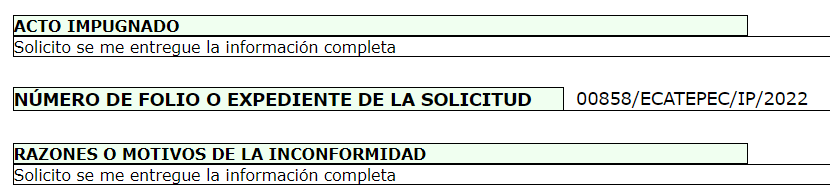 ACTO IMPUGNADO
Solicito se me entregue la información completa
NÚMERO DE FOLIO O EXPEDIENTE DE LA SOLICITUD 00858/ECATEPEC/IP/2022
RAZONES O MOTIVOS DE LA INCONFORMIDAD
Solicito se me entregue la información completa